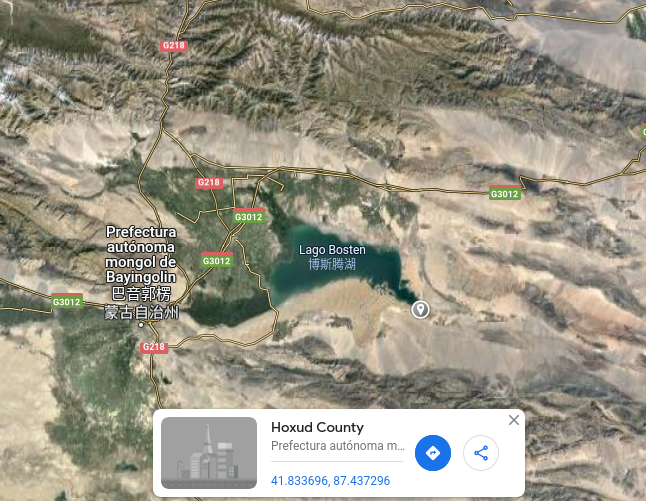 G218
G218
G3012
G3012
Prefectura
autónoma
mongol de
Bayingolin
巴音郭楞
蒙古自治州
Lago Bosten
博斯腾湖
G3012
G3012
G218
Hoxud County
Prefectura autónoma m...
41.833696, 87.437296